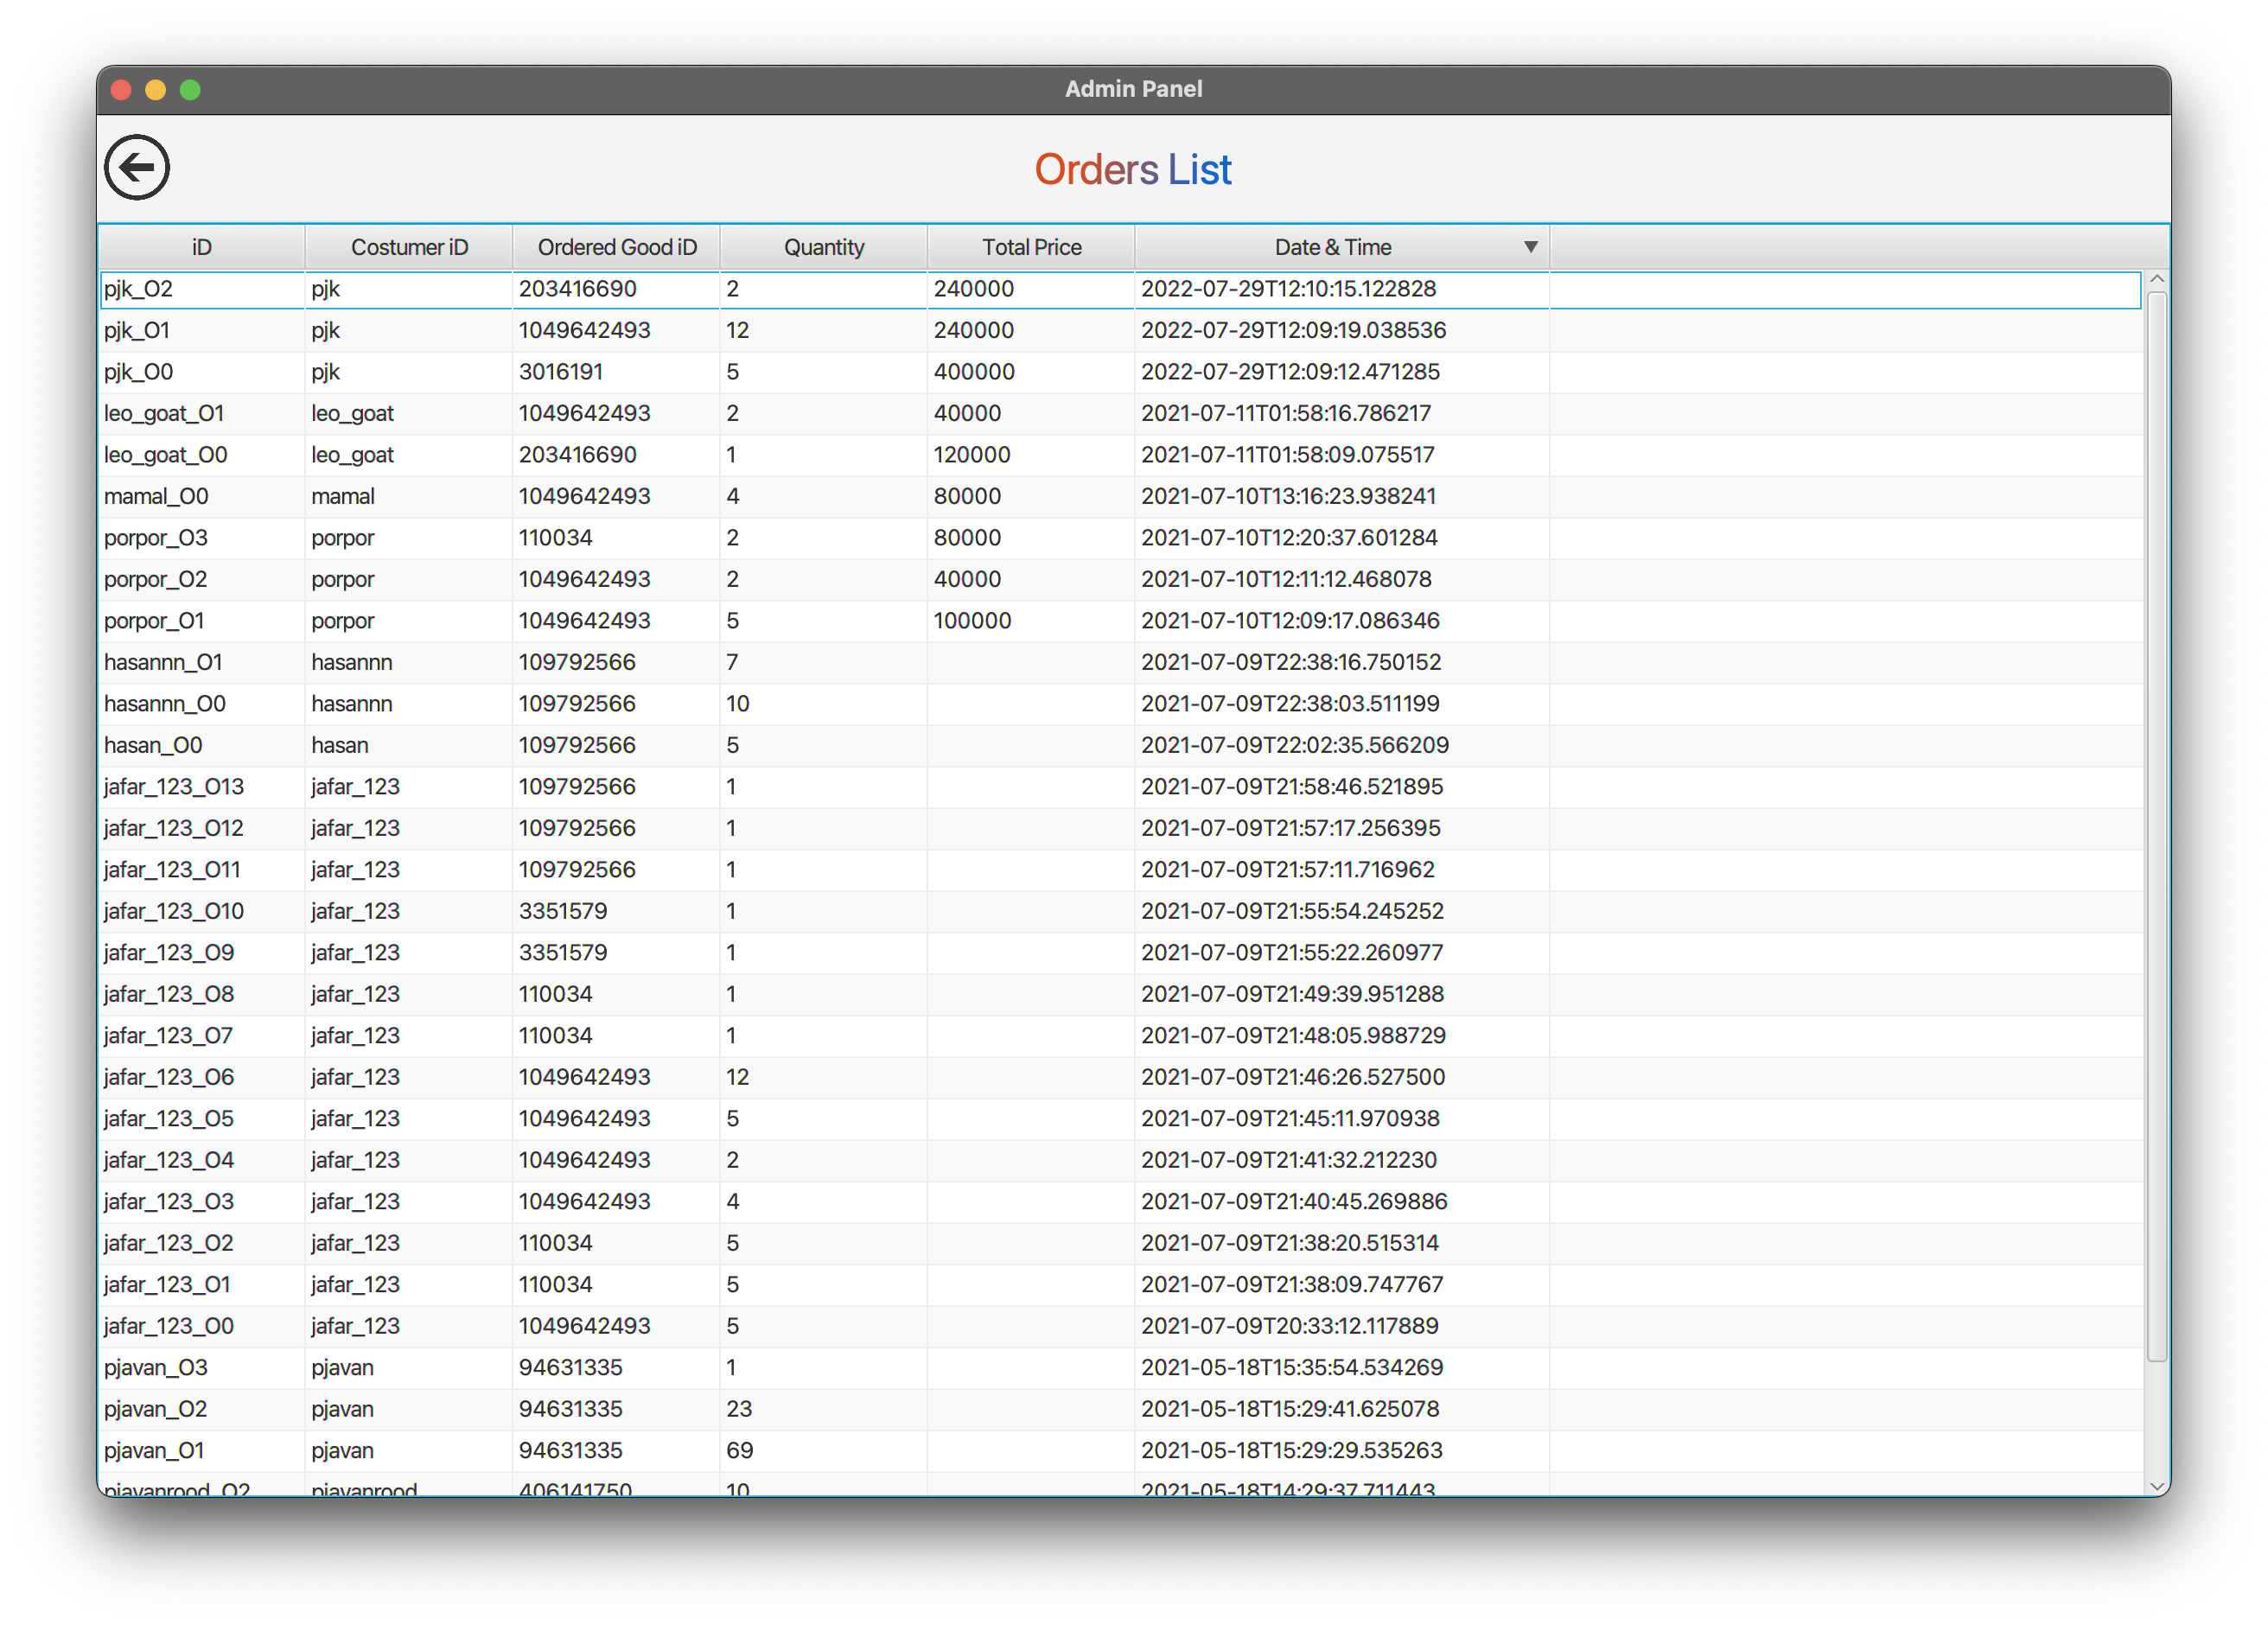 Admin Panel
Orders List
iD Costumer iD Ordered Good iD Quantity Total Price Date & Time
pjk_O2 pjk 203416690 2 240000 2022-07-29T12:10:15.122828
pjk_O1 pjk 1049642493 12 240000 2022-07-29T12:09:19.038536
pjk_O0 pjk 3016191 5 400000 2022-07-29T12:09:12.471285
leo_goat_O1 leo_goat 1049642493 2 40000 2021-07-11T01:58:16.786217
leo_goat_O0 leo_goat 203416690 1 120000 2021-07-11T01:58:09.075517
mamal_O0 mamal 1049642493 4 80000 2021-07-10T13:16:23.938241
porpor_O3 porpor 110034 2 80000 2021-07-10T12:20:37.601284
porpor_O2 porpor 1049642493 2 40000 2021-07-10T12:11:12.468078
porpor_O1 porpor 1049642493 5 100000 2021-07-10T12:09:17.086346
hasannn_O1 hasannn 109792566 7 2021-07-09T22:38:16.750152
hasannn_O0 hasannn 109792566 10 2021-07-09T22:38:03.511199
hasan_O0 hasan 109792566 5 2021-07-09T22:02:35.566209
jafar_123_O13 jafar_123 109792566 1 2021-07-09T21:58:46.521895
jafar_123_O12 jafar_123 109792566 1 2021-07-09T21:57:17.256395
jafar_123_O11 jafar_123 109792566 1 2021-07-09T21:57:11.716962
jafar_123_O10 jafar_123 3351579 1 2021-07-09T21:55:54.245252
jafar_123_O9 jafar_123 3351579 1 2021-07-09T21:55:22.260977
jafar_123_O8 jafar_123 110034 1 2021-07-09T21:49:39.951288
jafar_123_O7 jafar_123 110034 1 2021-07-09T21:48:05.988729
jafar_123_O6 jafar_123 1049642493 12 2021-07-09T21:46:26.527500
jafar_123_O5 jafar_123 1049642493 5 2021-07-09T21:45:11.970938
jafar_123_O4 jafar_123 1049642493 2 2021-07-09T21:41:32.212230
jafar_123_O3 jafar_123 1049642493 4 2021-07-09T21:40:45.269886
jafar_123_O2 jafar_123 110034 5 2021-07-09T21:38:20.515314
jafar_123_O1 jafar_123 110034 5 2021-07-09T21:38:09.747767
jafar_123_O0 jafar_123 1049642493 5 2021-07-09T20:33:12.117889
pjavan_O3 pjavan 94631335 1 2021-05-18T15:35:54.534269
pjavan_O2 pjavan 94631335 23 2021-05-18T15:29:41.625078
pjavan_O1 pjavan 94631335 69 2021-05-18T15:29:29.535263
pjavanrood_O2 pjavanrood 406141750 10 2021-05-18T14:29:37.711443